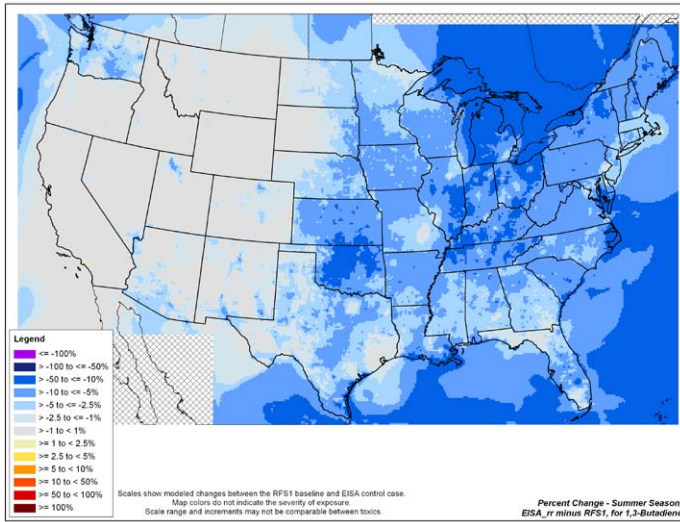 Legend
<= -100%
> -100 to <= -50%
> -50 to <= -10%
> -10 to <= -5%
> -5 to <= -2.5%
> -2.5 to <= -1%
> -1 to < 1%
>= 1 to < 2.5%
>= 2.5 to < 5%
>= 5 to < 10%
>= 10 to < 50%
>= 50 to < 100%
>= 100%
Scales show modeled changes between the RFS1 baseline and EISA control case.
Map colors do not indicate the severity of exposure.
Scale range and increments may not be comparable between toxics.
Percent Change - Summer Season
EISA_rr minus RFS1, for 1,3-Butadiene